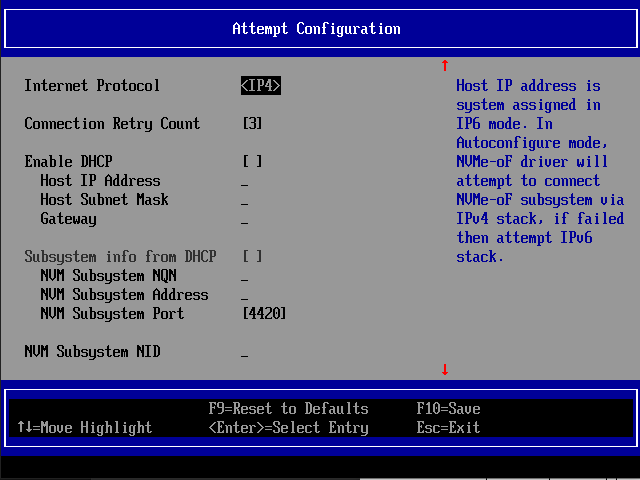 Attempt Configuration
↑
Internet Protocol <IP4>
Host IP address is
system assigned in
IP6 mode. In
Autoconfigure mode,
NVMe-oF driver will
attempt to connect
NVMe-oF subsystem via
IPv4 stack, if failed
then attempt IPv6
stack.
Connection Retry Count [3]
Enable DHCP [ ]
Host IP Address _
Host Subnet Mask _
Gateway _
Subsystem info from DHCP [ ]
NVM Subsystem NQN _
NVM Subsystem Address _
NVM Subsystem Port [4420]
NVM Subsystem NID _
↓
F9=Reset to Defaults F10=Save
↑↓=Move Highlight <Enter>=Select Entry Esc=Exit